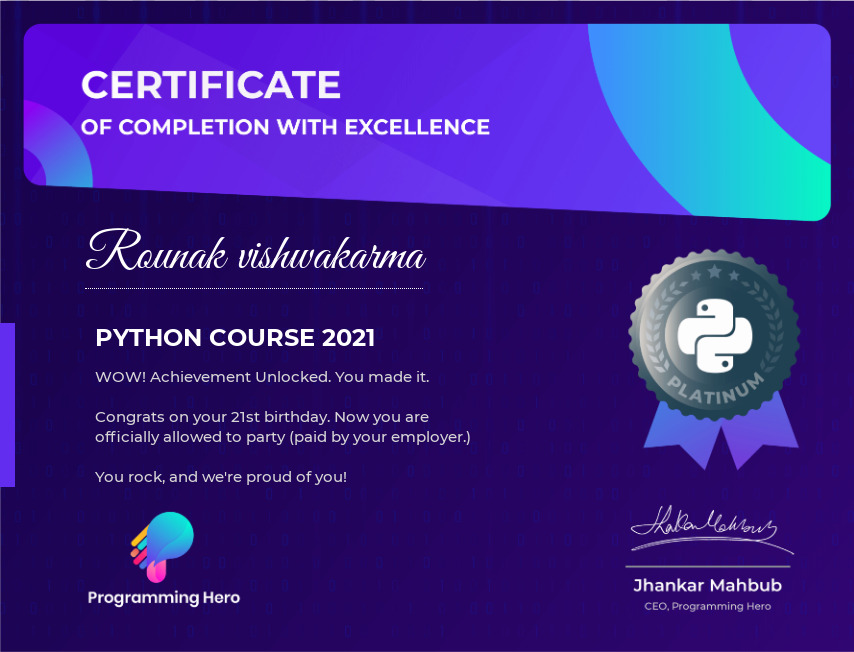 CERTIFICATE
OF COMPLETION WITH EXCELLENCE
Rounak vishwakarma
PYTHON COURSE 2021
WOW! Achievement Unlocked. You made it.
Congrats on your 21st birthday. Now you are
officially allowed to party (paid by your employer.)
You rock, and we're proud of you!
PLATINUM
Programming Hero
Jhankar Mahbub
Jhankar Mahbub
CEO, Programming Hero